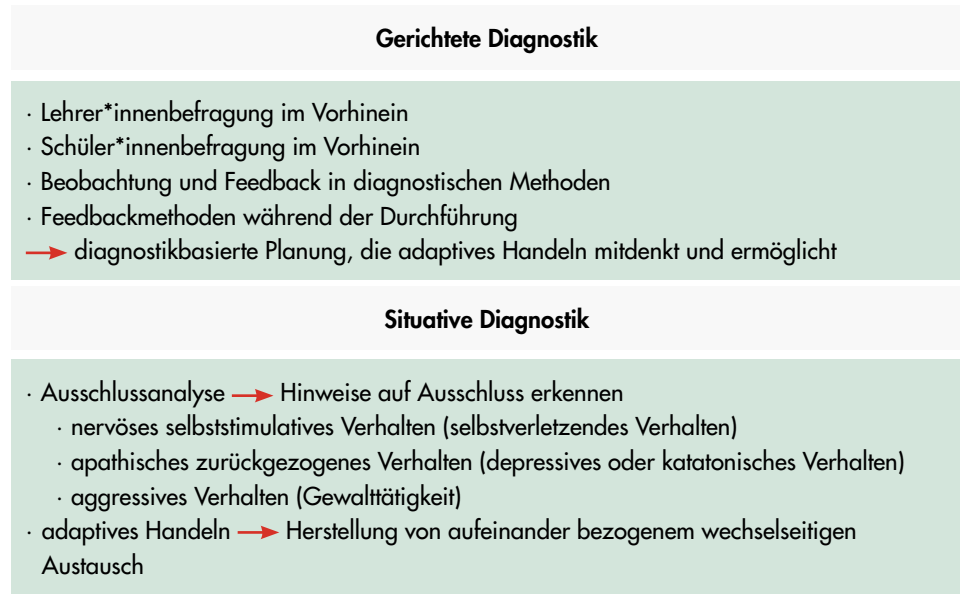 Gerichtete Diagnostik
· Lehrer*innenbefragung im Vorhinein
· Schüler*innenbefragung im Vorhinein
· Beobachtung und Feedback in diagnostischen Methoden
· Feedbackmethoden während der Durchführung
→ diagnostikbasierte Planung, die adaptives Handeln mitdenkt und ermöglicht
Situative Diagnostik
· Ausschlussanalyse → Hinweise auf Ausschluss erkennen
· nervöses selbststimulatives Verhalten (selbstverletzendes Verhalten)
· apathisches zurückgezogenes Verhalten (depressives oder katatonisches Verhalten)
· aggressives Verhalten (Gewalttätigkeit)
· adaptives Handeln → Herstellung von aufeinander bezogenem wechselseitigen
Austausch